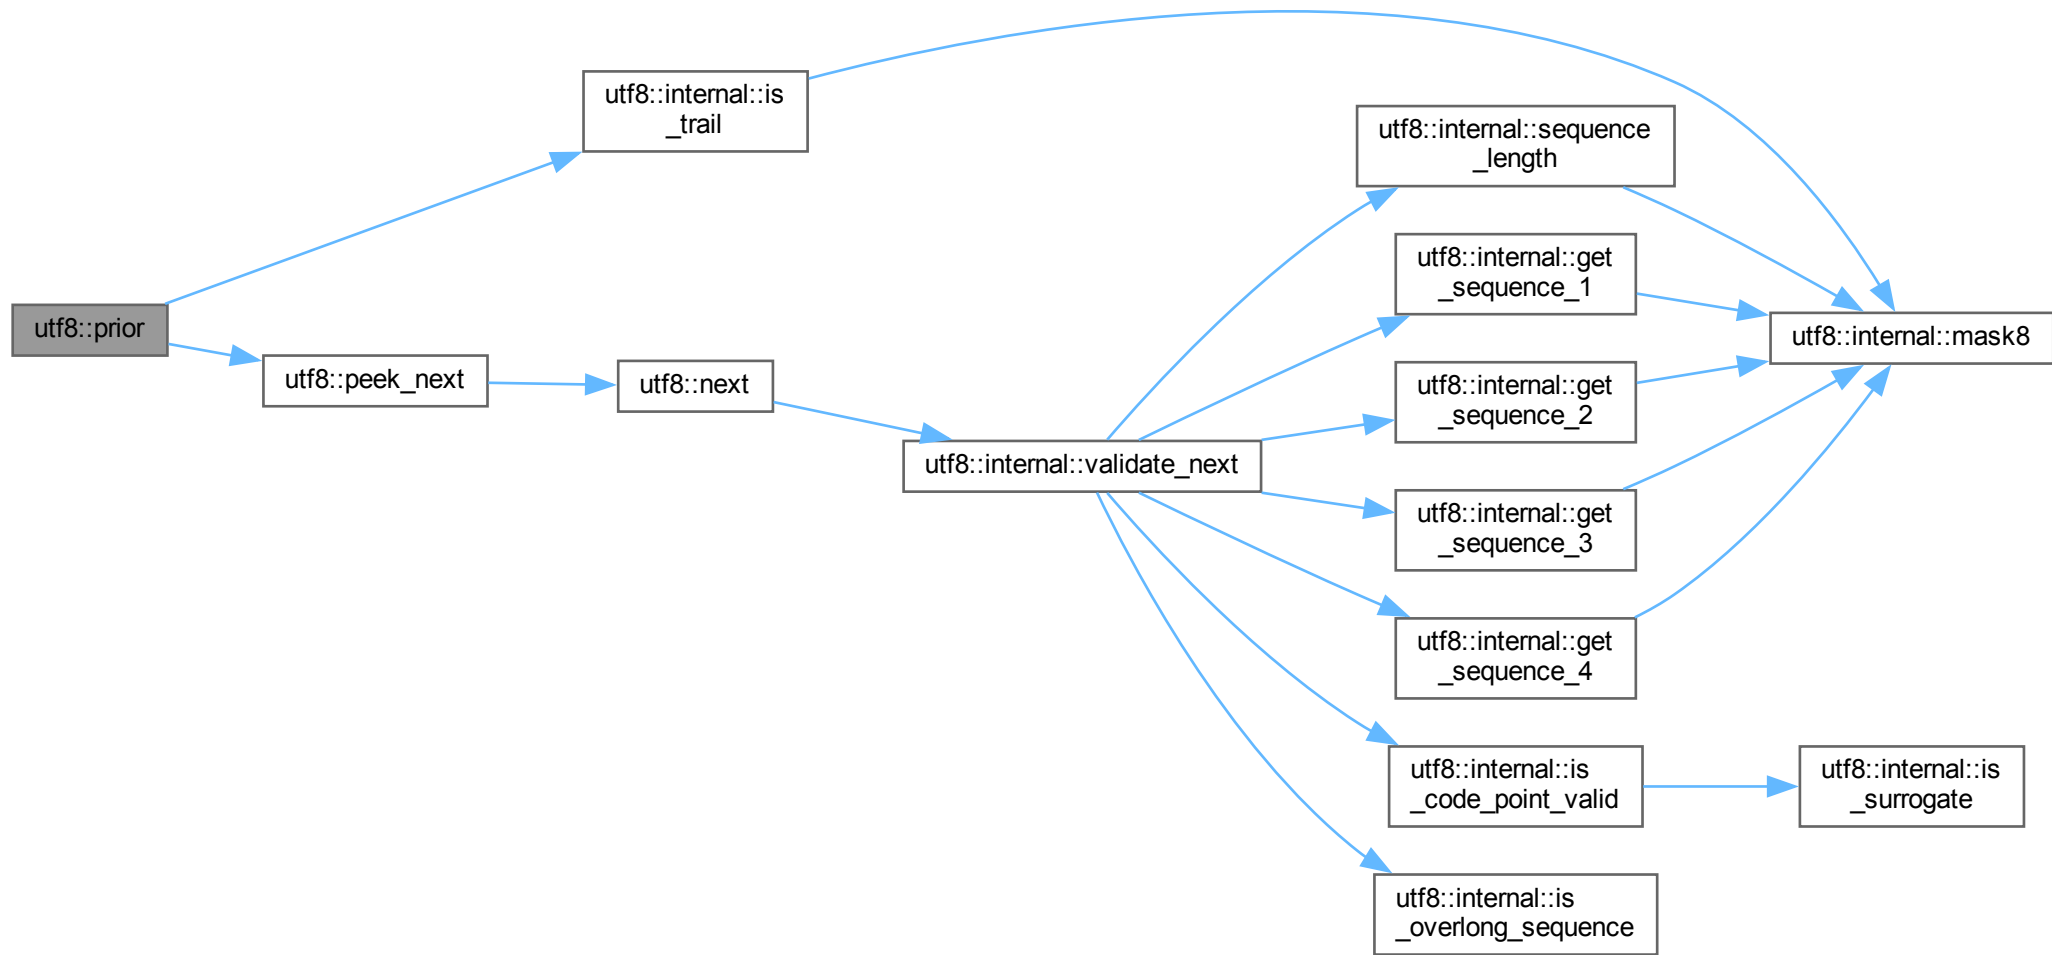 utf8::prior
utf8::internal::is
_trail
utf8::peek_next
utf8::next
utf8::internal::validate_next
utf8::internal::sequence
_length
utf8::internal::get
_sequence_1
utf8::internal::get
_sequence_2
utf8::internal::get
_sequence_3
utf8::internal::get
_sequence_4
utf8::internal::is
_code_point_valid
utf8::internal::is
_overlong_sequence
utf8::internal::mask8
utf8::internal::is
_surrogate